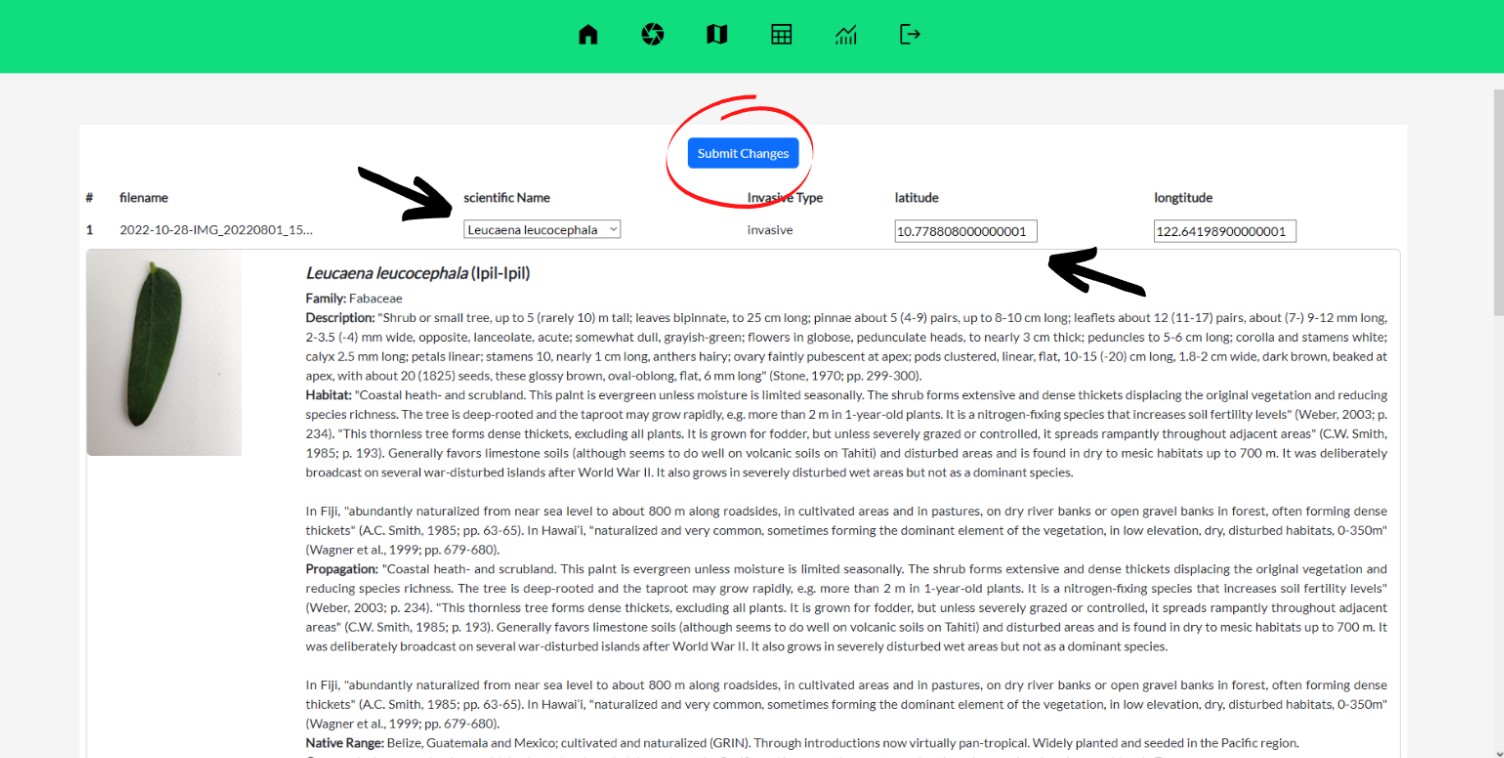 Submit Changes
# filename scientific Name Invasive Type latitude longtitude
1 2022-10-28-IMG_20220801_15... Leucaena leucocephala invasive 10.778808000000001 122.64198900000001
Leucaena leucocephala (Ipil-Ipil)
Family: Fabaceae
Description: "Shrub or small tree, up to 5 (rarely 10) m tall; leaves bipinnate, to 25 cm long; pinnae about 5 (4-9) pairs, up to 8-10 cm long; leaflets about 12 (11-17) pairs, about (7-) 9-12 mm long,
2-3.5 (-4) mm wide, opposite, lanceolate, acute; somewhat dull, grayish-green; flowers in globose, pedunculate heads, to nearly 3 cm thick; peduncles to 5-6 cm long; corolla and stamens white;
calyx 2.5 mm long; petals linear; stamens 10, nearly 1 cm long, anthers hairy; ovary faintly pubescent at apex; pods clustered, linear, flat, 10-15 (-20) cm long, 1.8-2 cm wide, dark brown, beaked at
apex, with about 20 (1825) seeds, these glossy brown, oval-oblong, flat, 6 mm long" (Stone, 1970; pp. 299-300).
Habitat: "Coastal heath- and scrubland. This palnt is evergreen unless moisture is limited seasonally. The shrub forms extensive and dense thickets displacing the original vegetation and reducing
species richness. The tree is deep-rooted and the taproot may grow rapidly, e.g. more than 2 m in 1-year-old plants. It is a nitrogen-fixing species that increases soil fertility levels" (Weber, 2003; p.
234). "This thornless tree forms dense thickets, excluding all plants. It is grown for fodder, but unless severely grazed or controlled, it spreads rampantly throughout adjacent areas" (C.W. Smith,
1985; p. 193). Generally favors limestone soils (although seems to do well on volcanic soils on Tahiti) and disturbed areas and is found in dry to mesic habitats up to 700 m. It was deliberately
broadcast on several war-disturbed islands after World War II. It also grows in severely disturbed wet areas but not as a dominant species.
In Fiji, "abundantly naturalized from near sea level to about 800 m along roadsides, in cultivated areas and in pastures, on dry river banks or open gravel banks in forest, often forming dense
thickets" (A.C. Smith, 1985; pp. 63-65). In Hawai'i, "naturalized and very common, sometimes forming the dominant element of the vegetation, in low elevation, dry, disturbed habitats, 0-350m"
(Wagner et al., 1999; pp. 679-680).
Propagation: "Coastal heath- and scrubland. This palnt is evergreen unless moisture is limited seasonally. The shrub forms extensive and dense thickets displacing the original vegetation and
reducing species richness. The tree is deep-rooted and the taproot may grow rapidly, e.g. more than 2 m in 1-year-old plants. It is a nitrogen-fixing species that increases soil fertility levels"
(Weber, 2003; p. 234). "This thornless tree forms dense thickets, excluding all plants. It is grown for fodder, but unless severely grazed or controlled, it spreads rampantly throughout adjacent
areas" (C.W. Smith, 1985; p. 193). Generally favors limestone soils (although seems to do well on volcanic soils on Tahiti) and disturbed areas and is found in dry to mesic habitats up to 700 m. It
was deliberately broadcast on several war-disturbed islands after World War II. It also grows in severely disturbed wet areas but not as a dominant species.
In Fiji, "abundantly naturalized from near sea level to about 800 m along roadsides, in cultivated areas and in pastures, on dry river banks or open gravel banks in forest, often forming dense
thickets" (A.C. Smith, 1985; pp. 63-65). In Hawai'i, "naturalized and very common, sometimes forming the dominant element of the vegetation, in low elevation, dry, disturbed habitats, 0-350m"
(Wagner et al., 1999; pp. 679-680).
Native Range: Belize, Guatemala and Mexico; cultivated and naturalized (GRIN). Through introductions now virtually pan-tropical. Widely planted and seeded in the Pacific region.